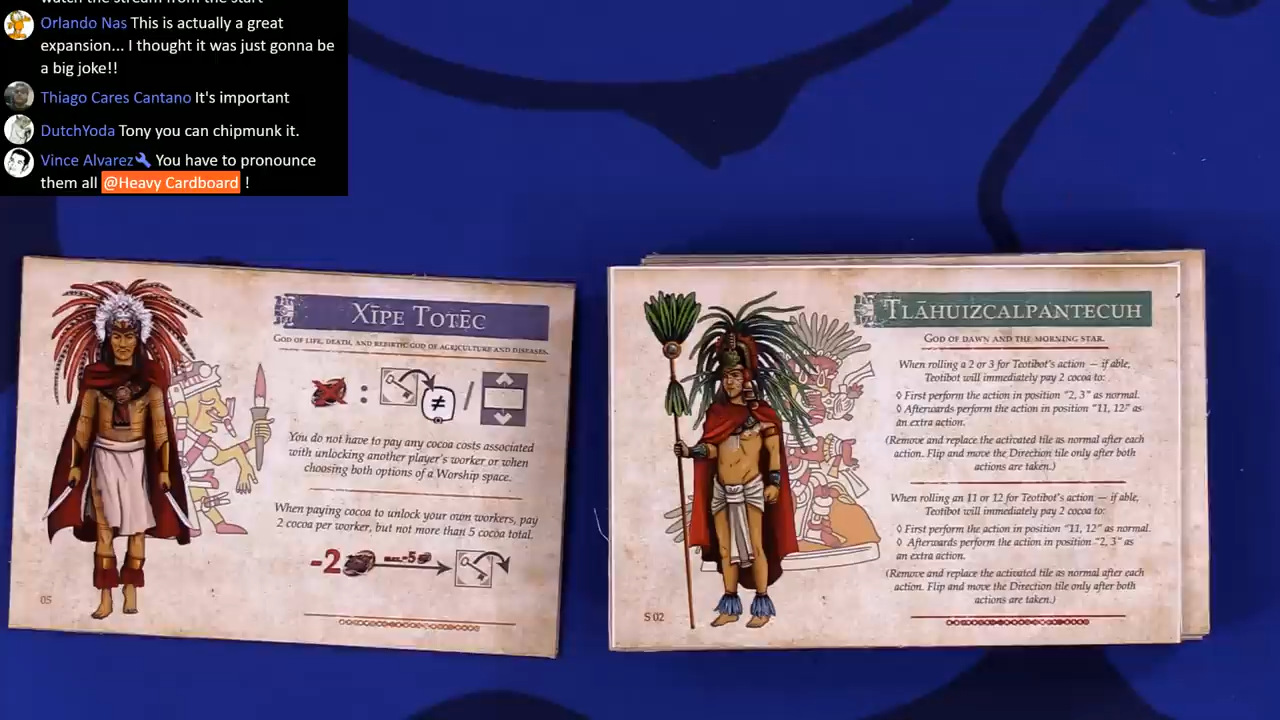 watch the stream from the start
Orlando Nas This is actually a great
expansion... I thought it was just gonna be
a big joke!!
Thiago Cares Cantano It's important
DutchYoda Tony you can chipmunk it.
Vince Alvarez You have to pronounce
them all @Heavy Cardboard !
Xīpe Totēc
God of life, death, and rebirth; god of agriculture and diseases.
: ≠ /
You do not have to pay any cocoa costs associated
with unlocking another player's worker or when
choosing both options of a Worship space.
When paying cocoa to unlock your own workers, pay
2 cocoa per worker, but not more than 5 cocoa total.
-2 -5
05
Tlāhuizcalpantecuh
God of dawn and the morning star.
When rolling a 2 or 3 for Teotibot's action — if able,
Teotibot will immediately pay 2 cocoa to:
◊ First perform the action in position "2, 3" as normal.
◊ Afterwards perform the action in position "11, 12" as
an extra action.
(Remove and replace the activated tile as normal after each
action. Flip and move the Direction tile only after both
actions are taken.)
When rolling an 11 or 12 for Teotibot's action — if able,
Teotibot will immediately pay 2 cocoa to:
◊ First perform the action in position "11, 12" as normal.
◊ Afterwards perform the action in position "2, 3" as
an extra action.
(Remove and replace the activated tile as normal after each
action. Flip and move the Direction tile only after both
actions are taken.)
S 02